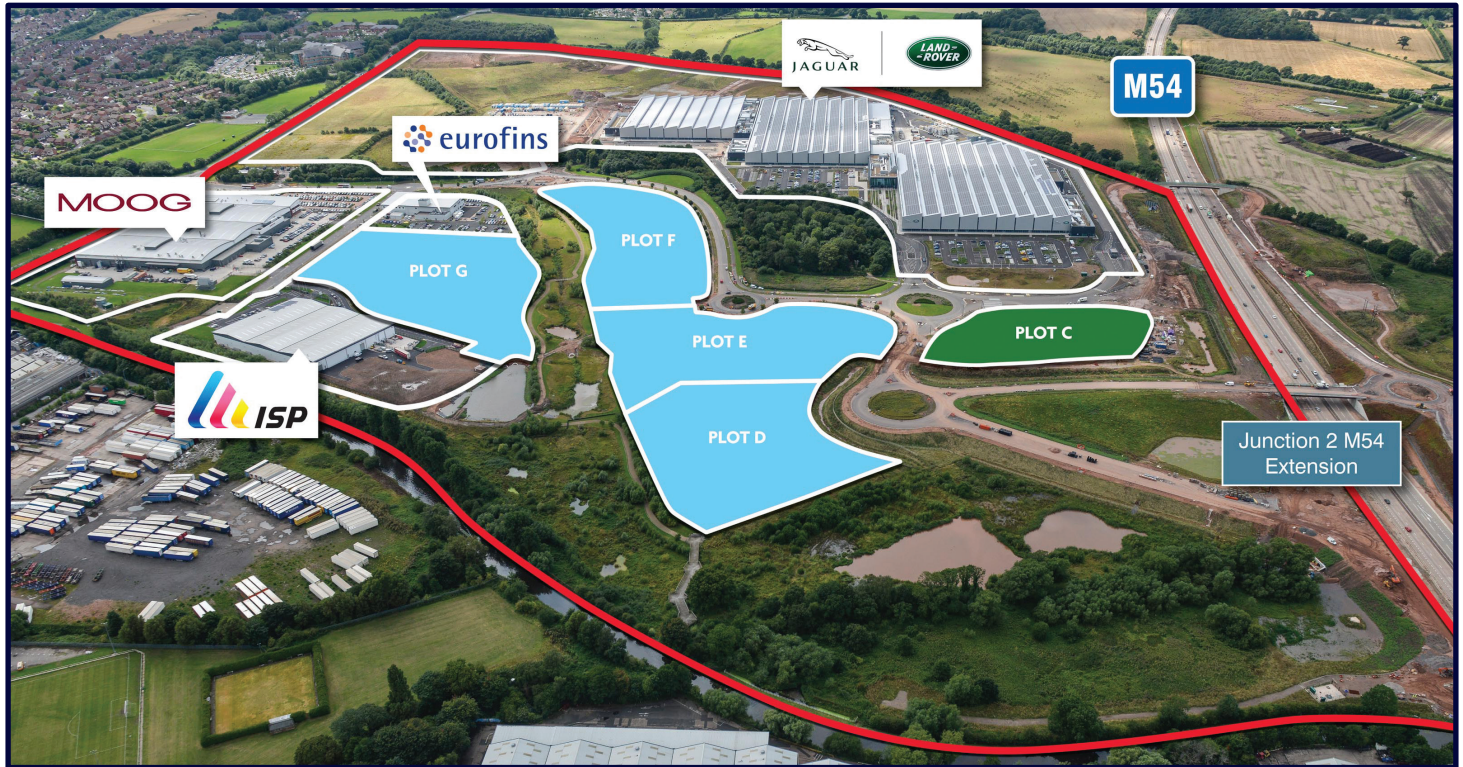 JAGUAR
LAND-
-ROVER
M54
eurofins
MOOG
PLOT F
PLOT G
PLOT C
PLOT E
ISP
PLOT D
Junction 2 M54
Extension